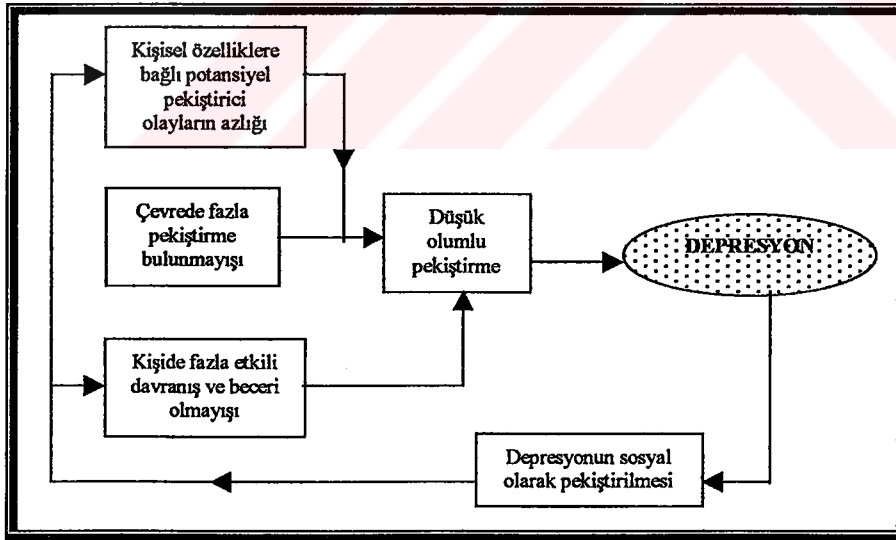 Kişisel özelliklere
bağlı potansiyel
pekiştirici
olayların azlığı
Çevrede fazla
pekiştirme
bulunmayışı
Düşük
olumlu
pekiştirme
DEPRESYON
Kişide fazla etkili
davranış ve beceri
olmayışı
Depresyonun sosyal
olarak pekiştirilmesi